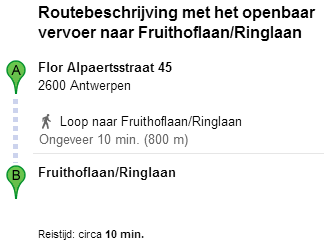 Routebeschrijving met het openbaar
vervoer naar Fruithoflaan/Ringlaan
A
Flor Alpaertsstraat 45
2600 Antwerpen
Loop naar Fruithoflaan/Ringlaan
Ongeveer 10 min. (800 m)
B
Fruithoflaan/Ringlaan
Reistijd: circa 10 min.